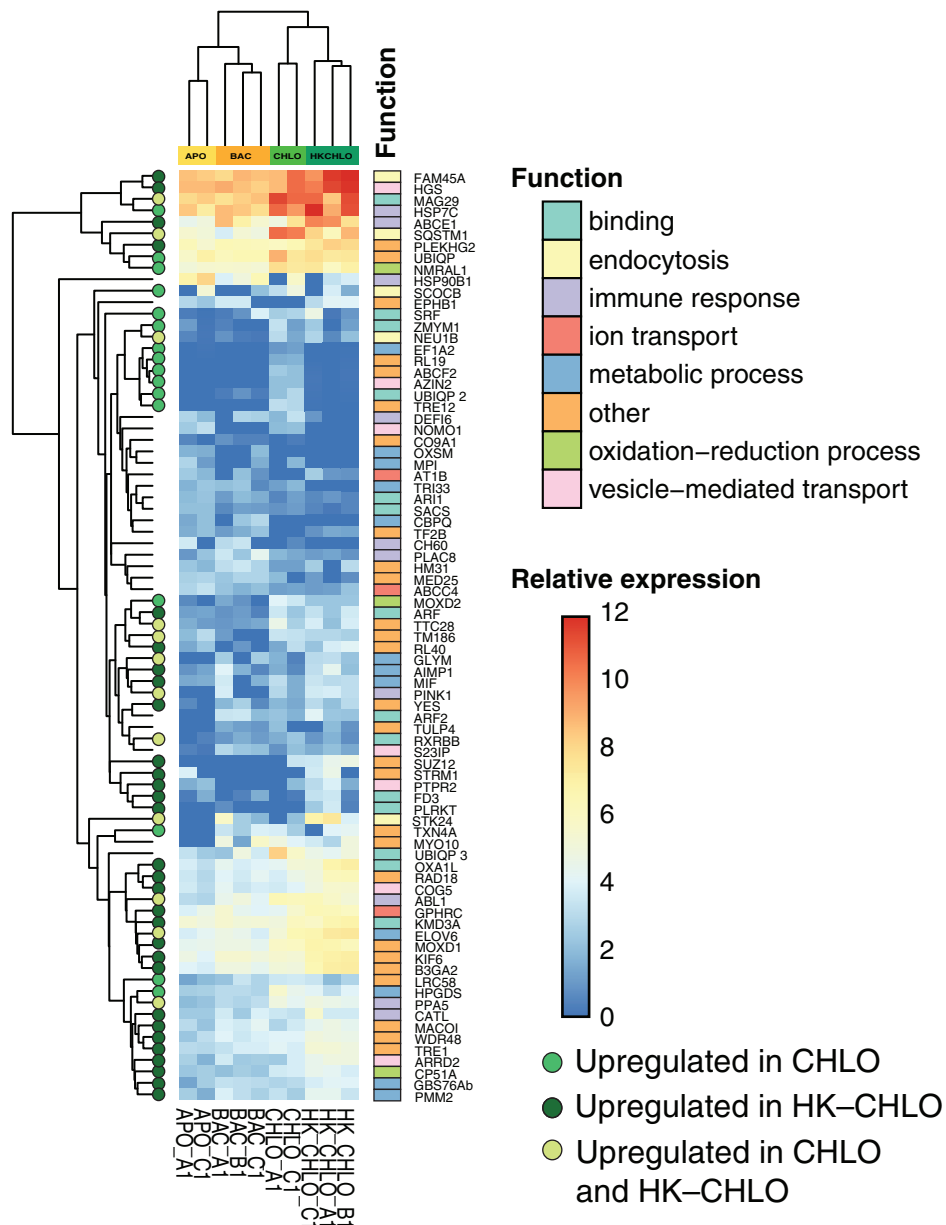 Function
APO
BAC
CHLO
HKCHLO
FAM45A
HGS
MAG29
HSP7C
ABCE1
SQSTM1
PLEKHG2
UBIQP
NMRAL1
HSP90B1
SCOCB
EPHB1
SRF
ZMYM1
NEU1B
EF1A2
RL19
ABCF2
AZIN2
UBIQP 2
TRE12
DEFI6
NOMO1
CO9A1
OXSM
MPI
AT1B
TRI33
ARI1
SACS
CBPQ
TF2B
CH60
PLAC8
HM31
MED25
ABCC4
MOXD2
ARF
TTC28
TM186
RL40
GLYM
AIMP1
MIF
PINK1
YES
ARF2
TULP4
RXRBB
S23IP
SUZ12
STRM1
PTPR2
FD3
PLRKT
STK24
TXN4A
MYO10
UBIQP 3
OXA1L
RAD18
COG5
ABL1
GPHRC
KMD3A
ELOV6
MOXD1
KIF6
B3GA2
LRC58
HPGDS
PPA5
CATL
MACOI
WDR48
TRE1
ARRD2
CP51A
GBS76Ab
PMM2
APO_A1
APO_C1
BAC_A1
BAC_B1
BAC_C1
CHLO_A1
CHLO_C1
HK_CHLO_C1
HK_CHLO_A1
HK_CHLO_B1
Function
binding
endocytosis
immune response
ion transport
metabolic process
other
oxidation−reduction process
vesicle−mediated transport
Relative expression
12
10
8
6
4
2
0
Upregulated in CHLO
Upregulated in HK−CHLO
Upregulated in CHLO
and HK−CHLO